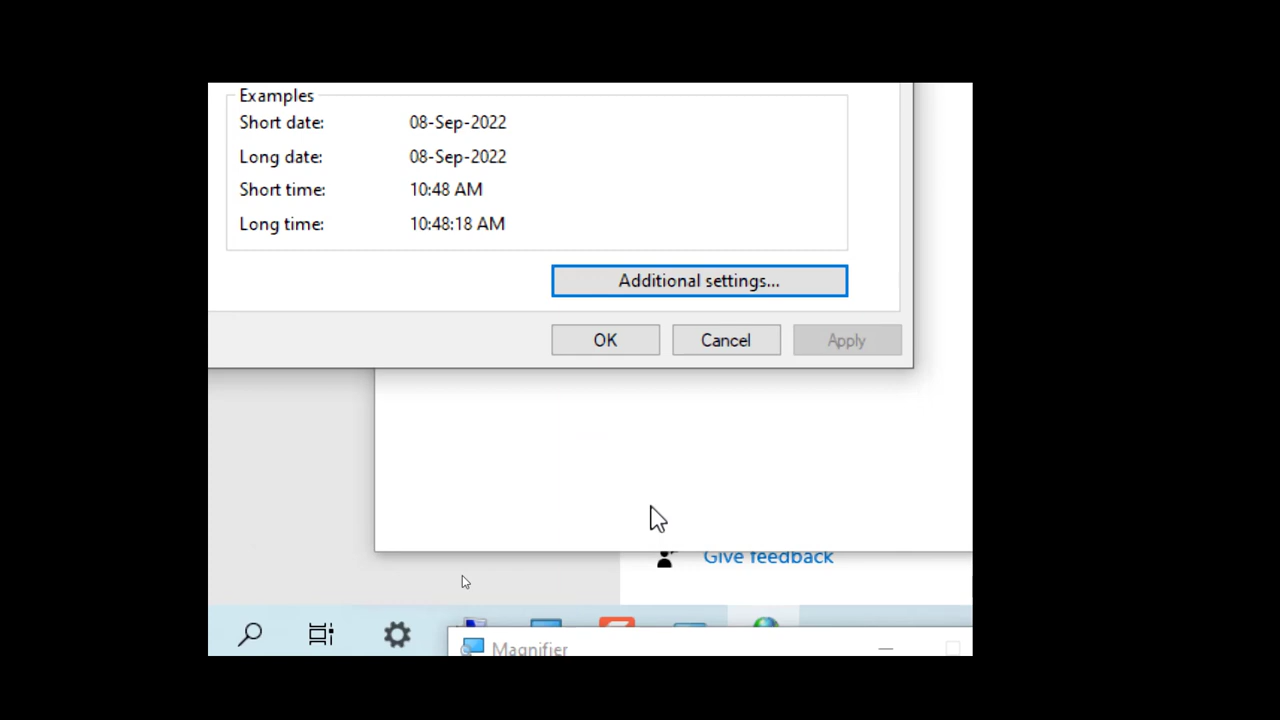 Examples
Short date: 08-Sep-2022
Long date: 08-Sep-2022
Short time: 10:48 AM
Long time: 10:48:18 AM
Additional settings...
OK Cancel Apply
Give feedback
Magnifier